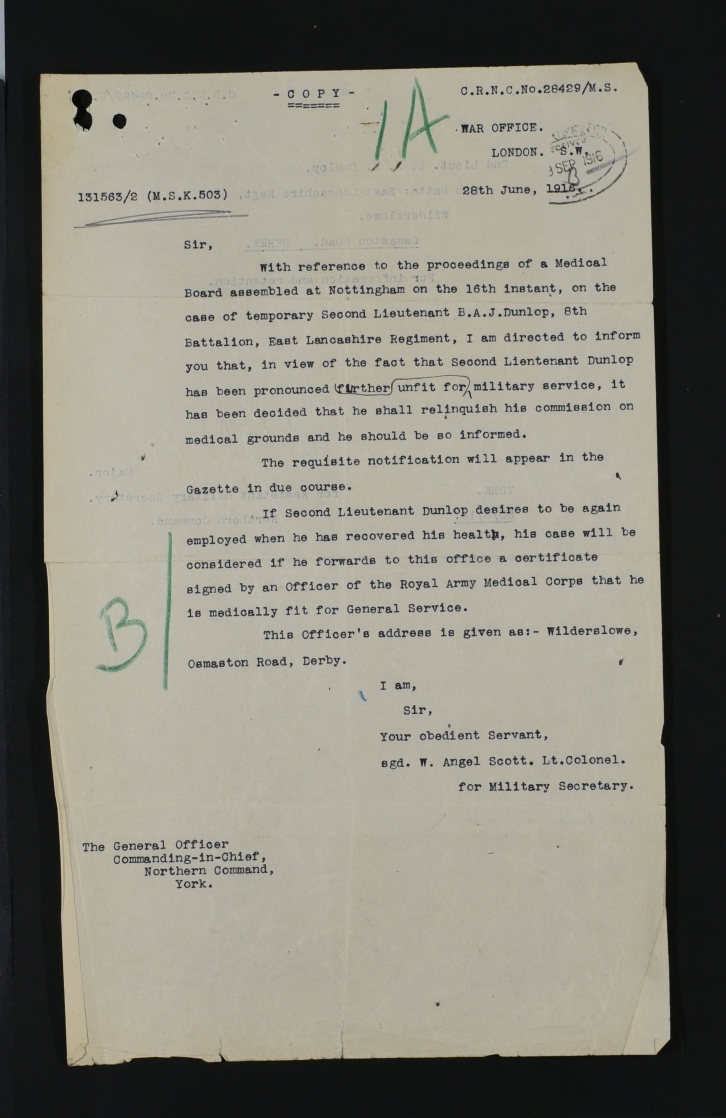 - C O P Y -
C.R.N.C.No.28429/M.S.
1A
WAR OFFICE.
LONDON. S.W.
SEP 1916
131563/2 (M.S.K.503)
28th June, 1916.
Sir,
With reference to the proceedings of a Medical
Board assembled at Nottingham on the 16th instant, on the
case of temporary Second Lieutenant B.A.J.Dunlop, 8th
Battalion, East Lancashire Regiment, I am directed to inform
you that, in view of the fact that Second Lientenant Dunlop
has been pronounced further unfit for military service, it
has been decided that he shall relinquish his commission on
medical grounds and he should be so informed.
The requisite notification will appear in the
Gazette in due course.
If Second Lieutenant Dunlop desires to be again
employed when he has recovered his health, his case will be
considered if he forwards to this office a certificate
signed by an Officer of the Royal Army Medical Corps that he
is medically fit for General Service.
B
This Officer's address is given as:- Wilderslowe,
Osmaston Road, Derby.
I am,
Sir,
Your obedient Servant,
sgd. W. Angel Scott. Lt.Colonel.
for Military Secretary.
The General Officer
Commanding-in-Chief,
Northern Command,
York.